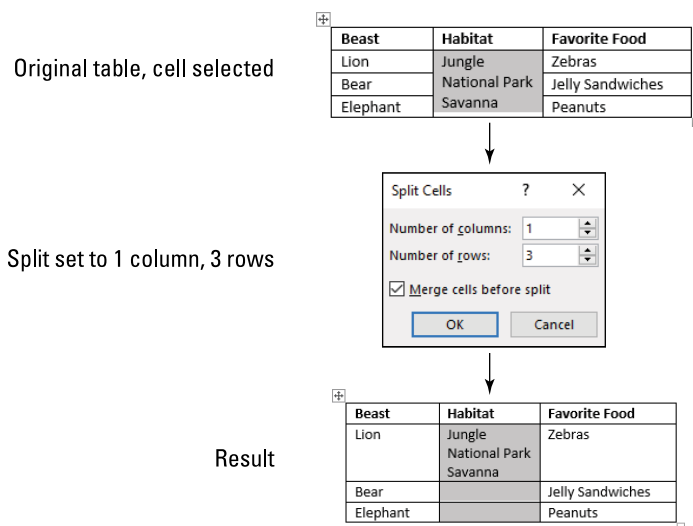 Original table, cell selected
Beast Habitat Favorite Food
Lion Jungle Zebras
Bear National Park Jelly Sandwiches
Elephant Savanna Peanuts
Split set to 1 column, 3 rows
Split Cells ? ×
Number of columns: 1
Number of rows: 3
Merge cells before split
OK Cancel
Result
Beast Habitat Favorite Food
Lion Jungle Zebras
National Park
Savanna
Bear Jelly Sandwiches
Elephant Peanuts